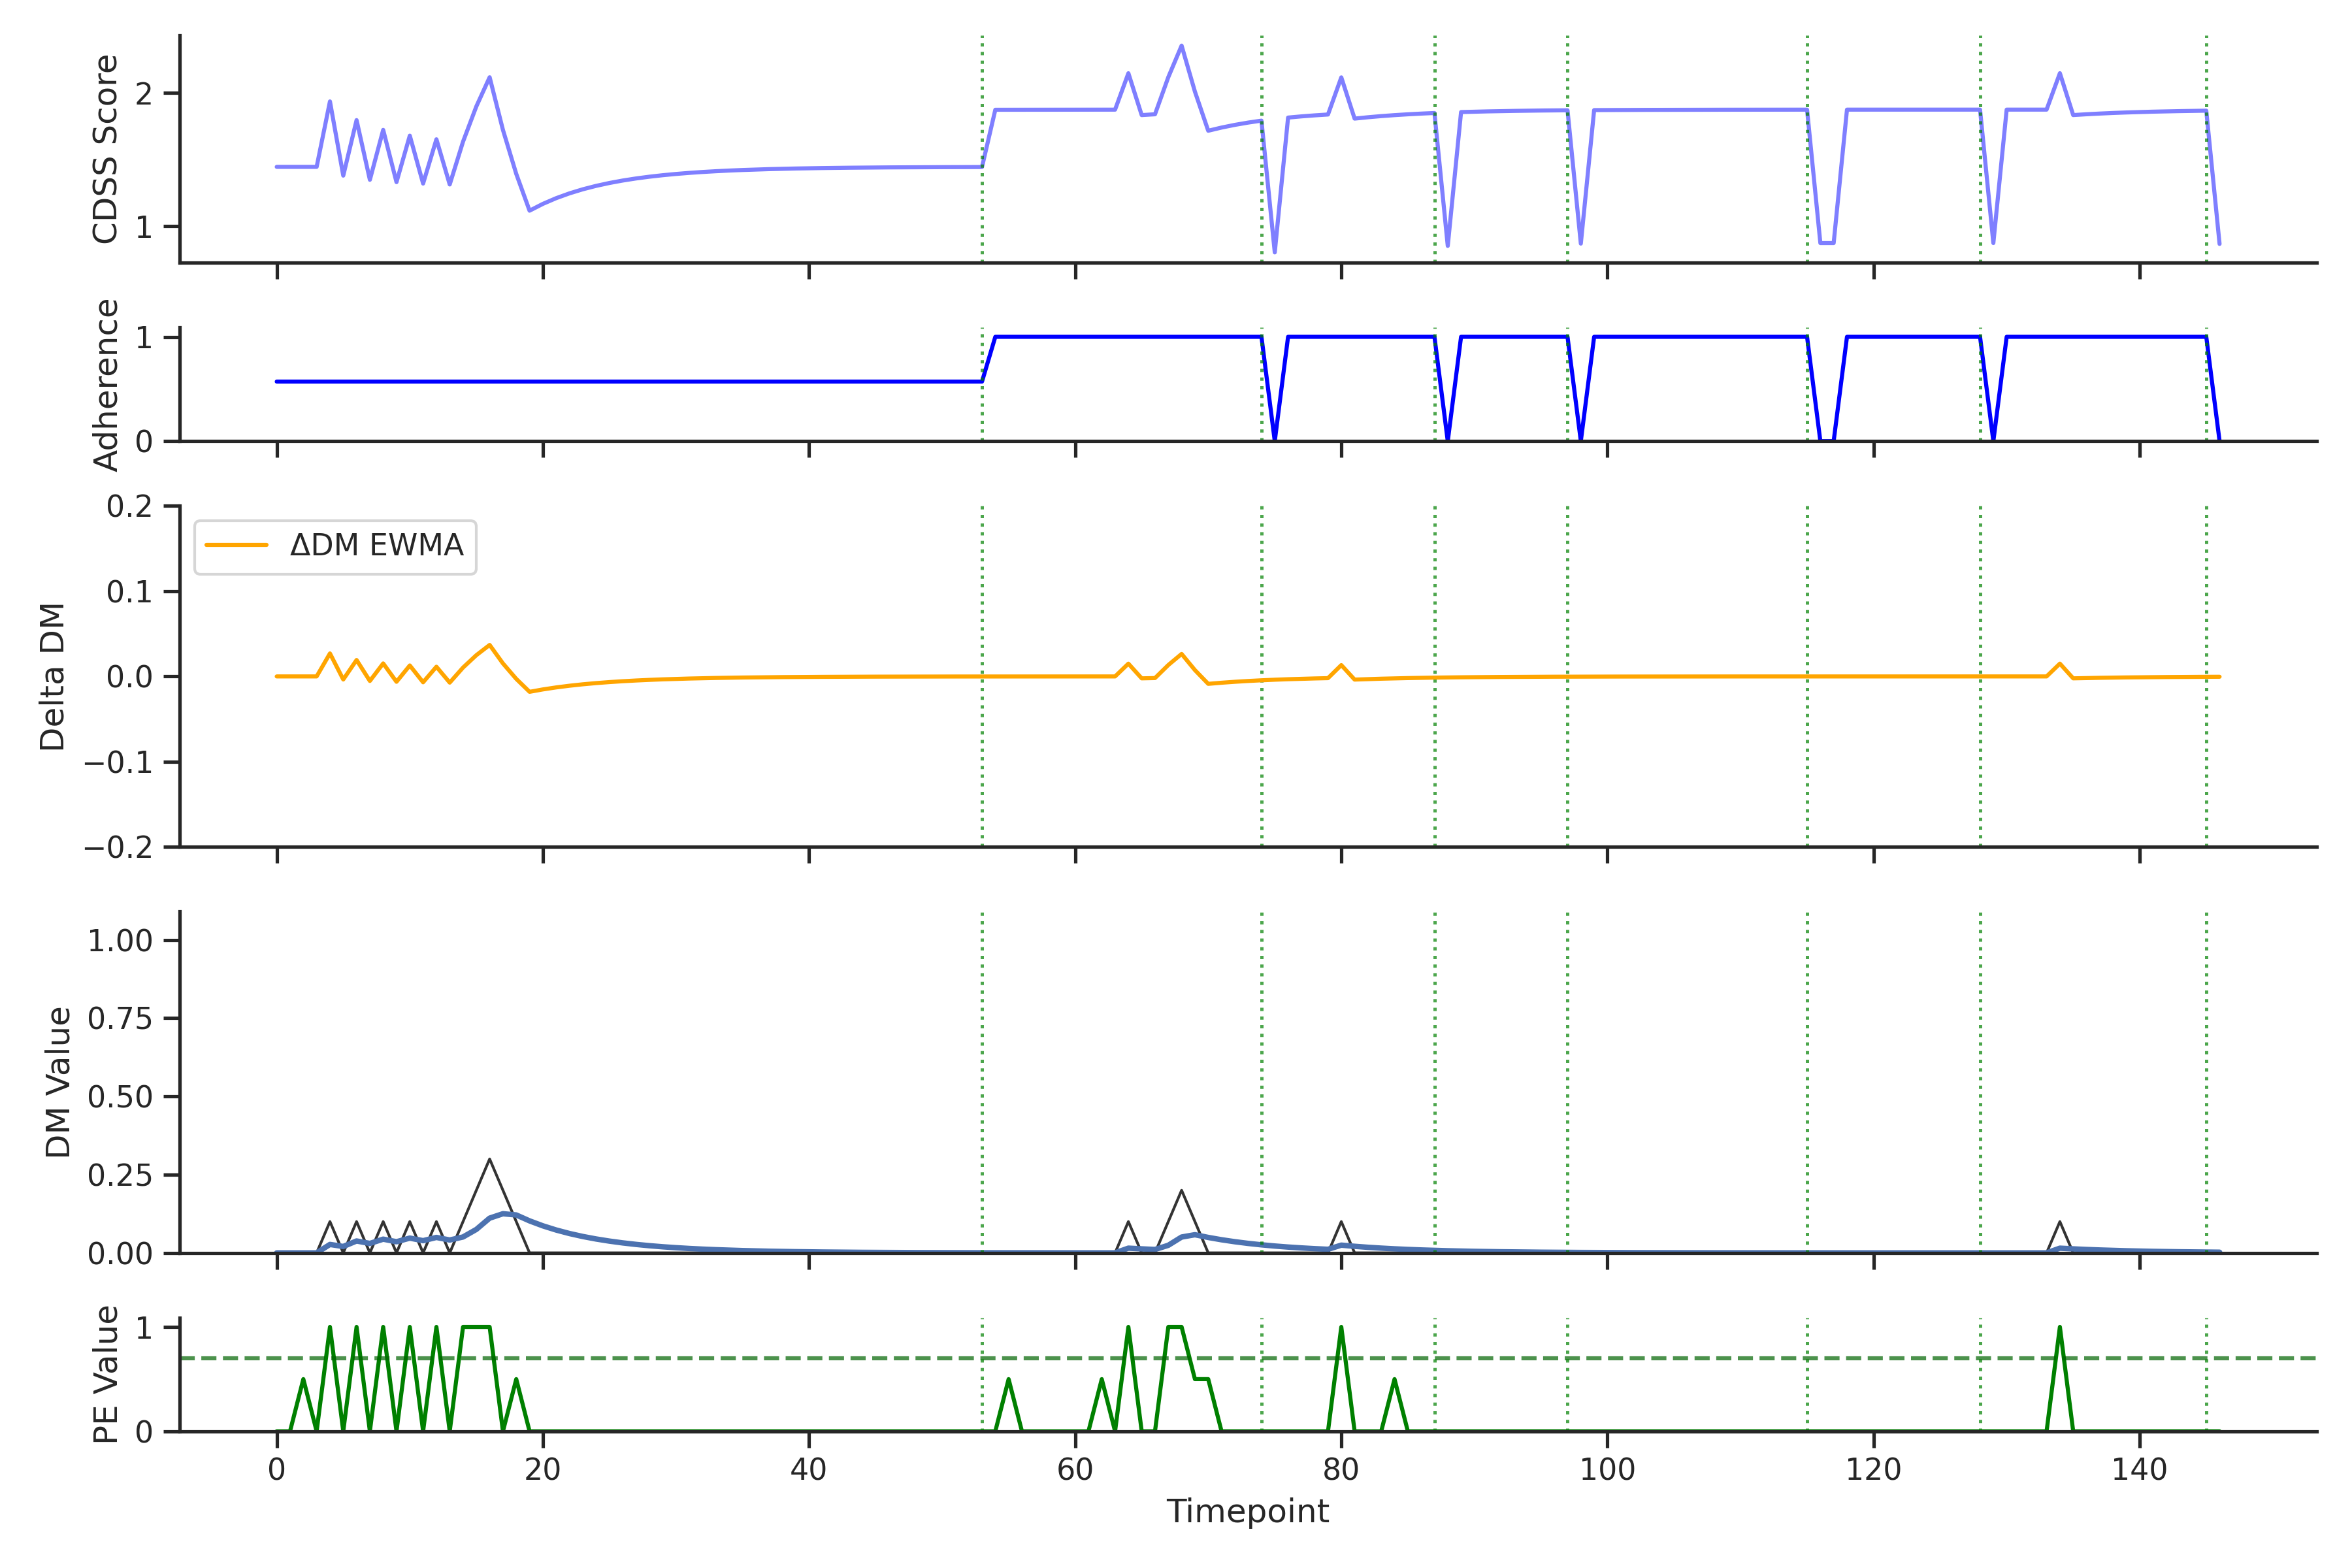 CDSS Score
2
1
Adherence
1
0
Delta DM
0.2
0.1
0.0
−0.1
−0.2
ΔDM EWMA
DM Value
1.00
0.75
0.50
0.25
0.00
PE Value
1
0
0 20 40 60 80 100 120 140
Timepoint